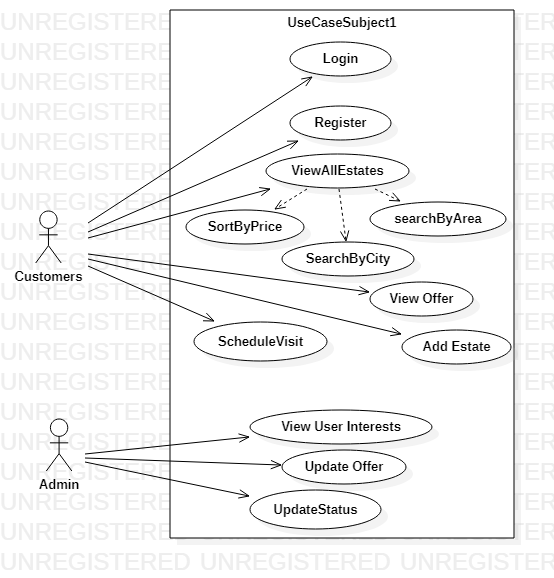 UNREGISTERED UNREGISTERED UNREGISTERED
UseCaseSubject1
Login
Register
ViewAllEstates
SortByPrice
searchByArea
SearchByCity
Customers
View Offer
ScheduleVisit
Add Estate
View User Interests
Update Offer
Admin
UpdateStatus